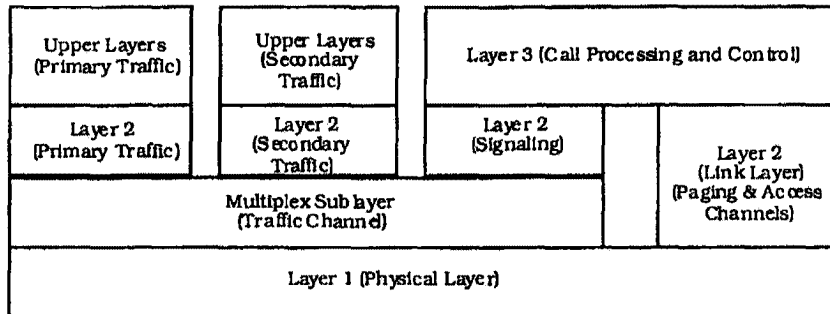 Upper Layers
(Primary Traffic)
Upper Layers
(Secondary
Traffic)
Layer 3 (Call Processing and Control)
Layer 2
(Primary Traffic)
Layer 2
(Secondary
Traffic)
Layer 2
(Signaling)
Layer 2
(Link Layer)
(Paging & Access
Channels)
Multiplex Sublayer
(Traffic Channel)
Layer 1 (Physical Layer)